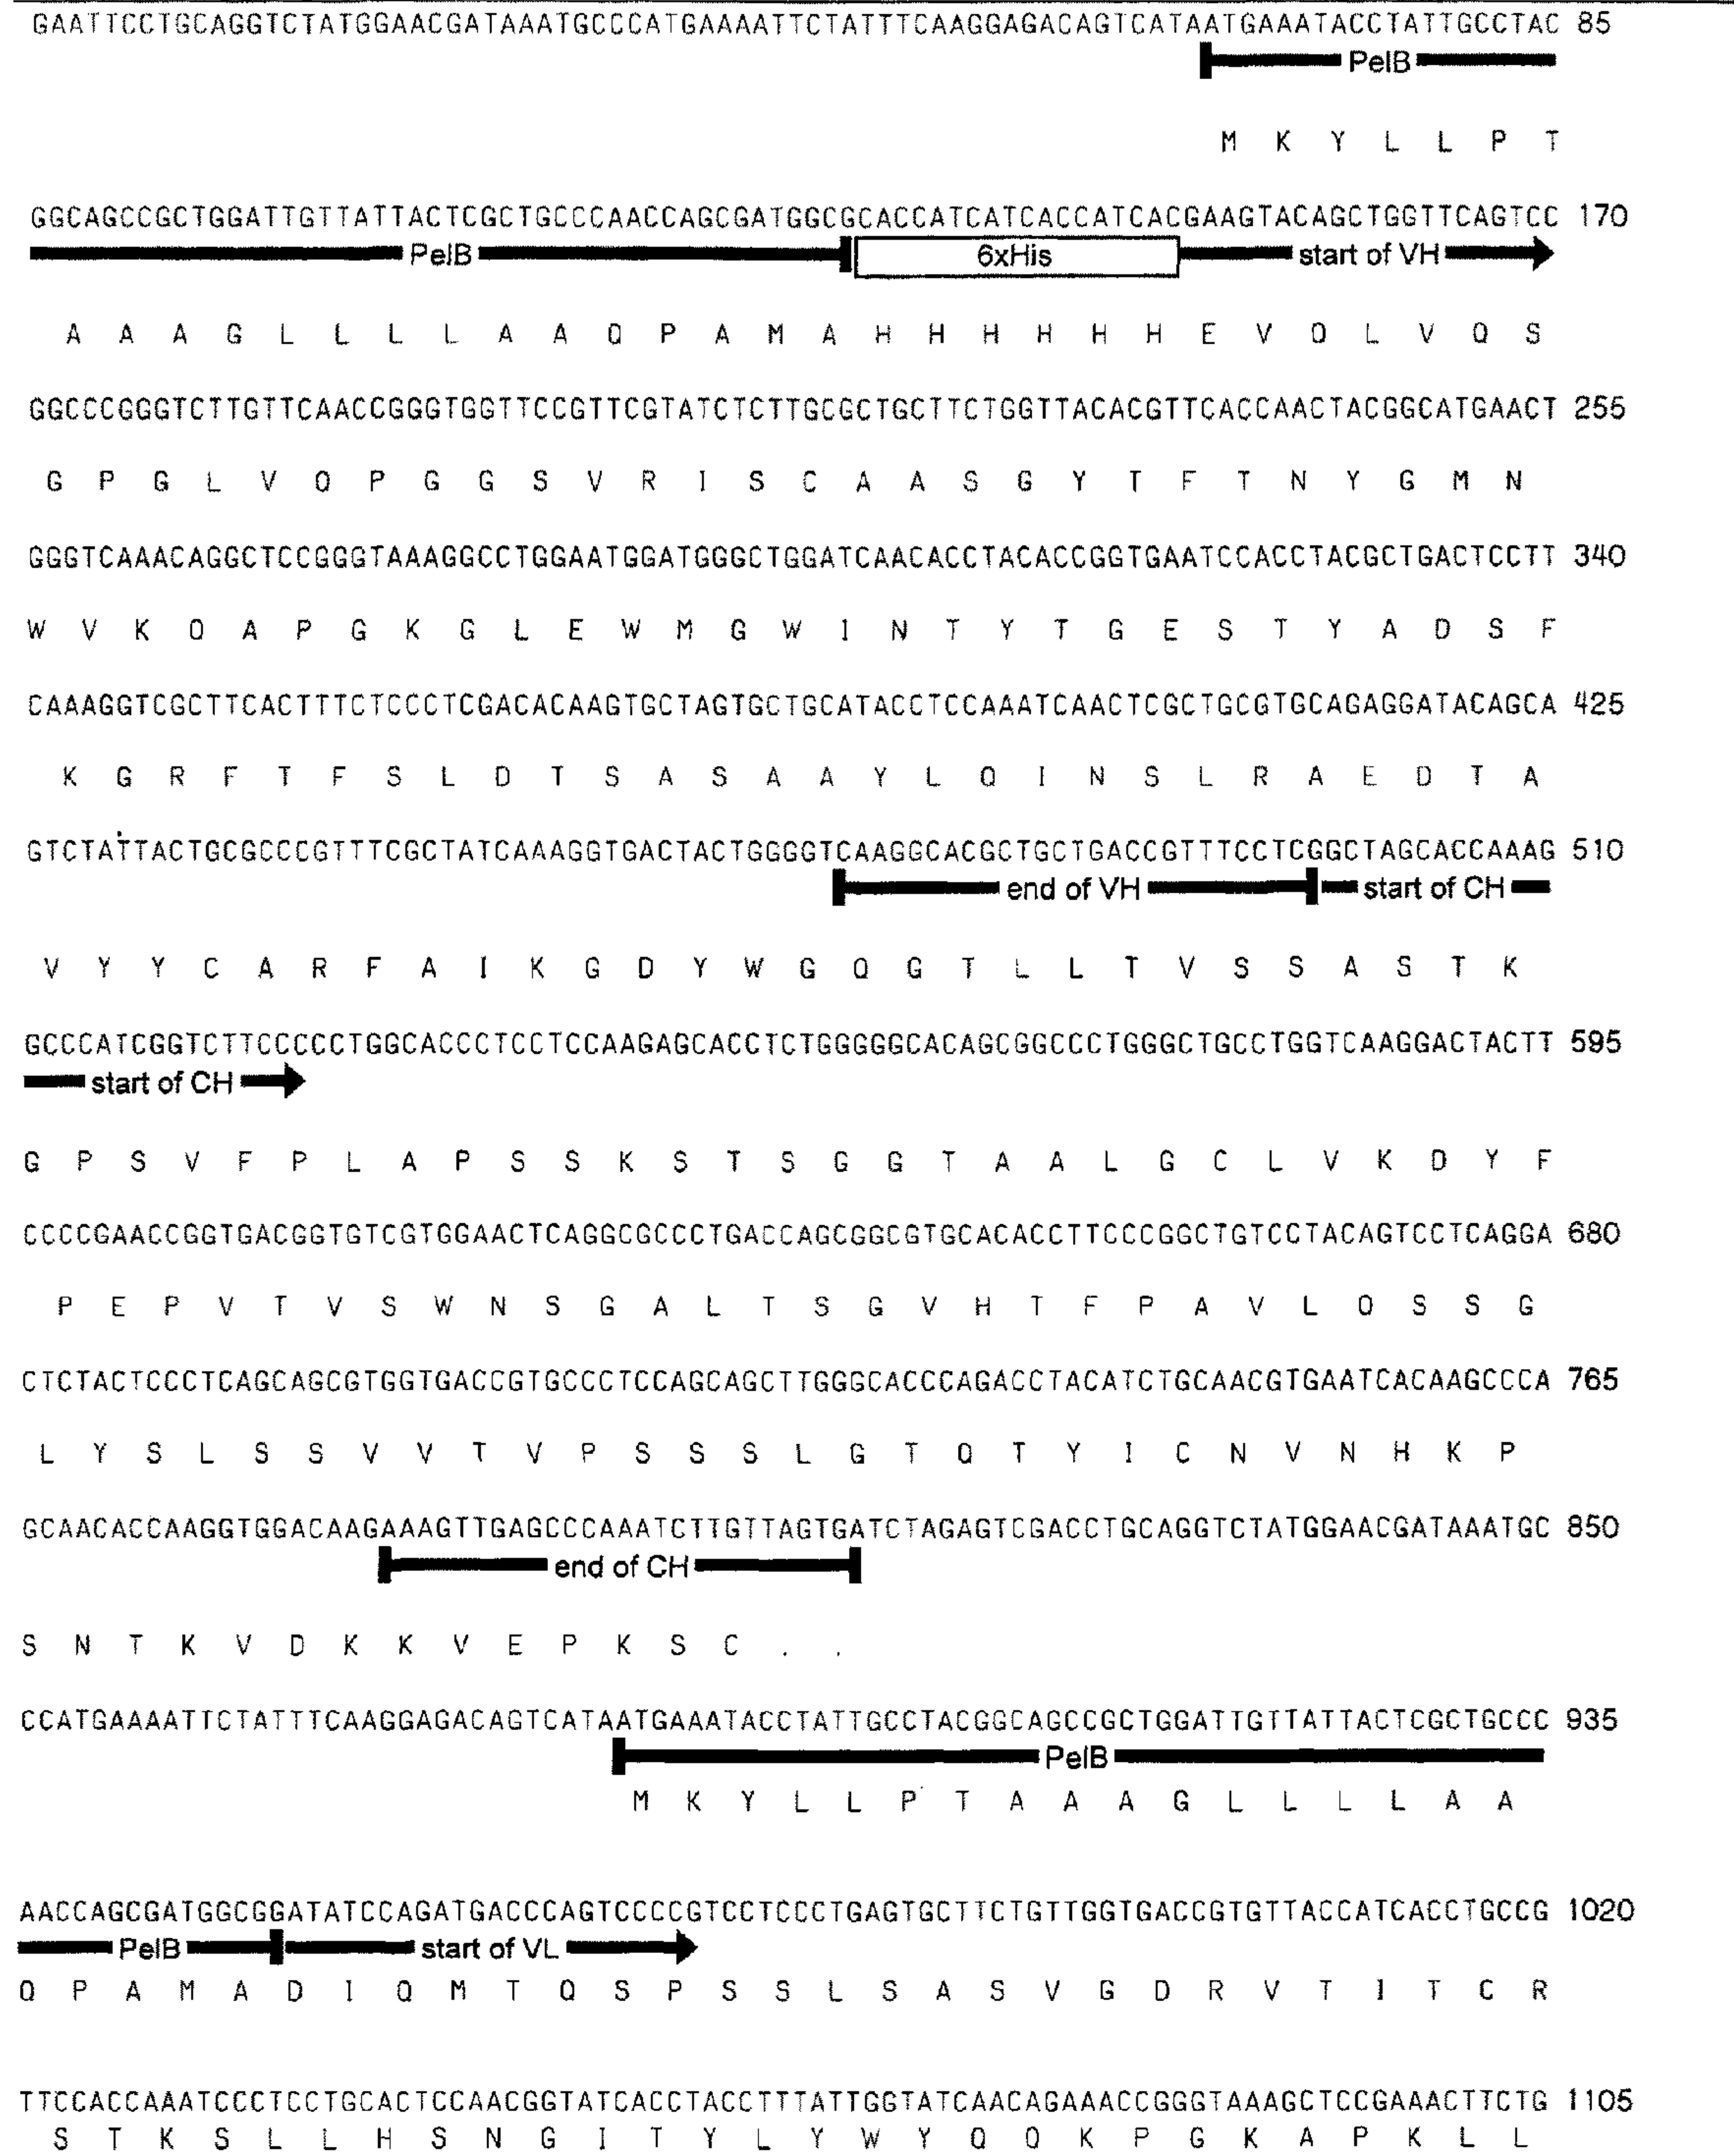 GAATTCCTGCAGGTCTATGGAACGATAAATGCCCATGAAAATTCTATTTCAAGGAGACAGTCATAATGAAATACCTATTGCCTAC 85
PelB
M K Y L L P T
GGCAGCCGCTGGATTGTTATTACTCGCTGCCCAACCAGCGATGGCGCACCATCATCACCATCACGAAGTACAGCTGGTTCAGTCC 170
PelB 6xHis start of VH
A A A G L L L L A A Q P A M A H H H H H H E V Q L V Q S
GGCCCGGGTCTTGTTCAACCGGGTGGTTCCGTTCGTATCTCTTGCGCTGCTTCTGGTTACACGTTCACCAACTACGGCATGAACT 255
G P G L V Q P G G S V R I S C A A S G Y T F T N Y G M N
GGGTCAAACAGGCTCCGGGTAAAGGCCTGGAATGGATGGGCTGGATCAACACCTACACCGGTGAATCCACCTACGCTGACTCCTT 340
W V K Q A P G K G L E W M G W I N T Y T G E S T Y A D S F
CAAAGGTCGCTTCACTTTCTCCCTCGACACAAGTGCTAGTGCTGCATACCTCCAAATCAACTCGCTGCGTGCAGAGGATACAGCA 425
K G R F T F S L D T S A S A A Y L Q I N S L R A E D T A
GTCTATTACTGCGCCCGTTTCGCTATCAAAGGTGACTACTGGGGTCAAGGCACGCTGCTGACCGTTTCCTCGGCTAGCACCAAAG 510
end of VH start of CH
V Y Y C A R F A I K G D Y W G Q G T L L T V S S A S T K
GCCCATCGGTCTTCCCCCTGGCACCCTCCTCCAAGAGCACCTCTGGGGGCACAGCGGCCCTGGGCTGCCTGGTCAAGGACTACTT 595
start of CH
G P S V F P L A P S S K S T S G G T A A L G C L V K D Y F
CCCCGAACCGGTGACGGTGTCGTGGAACTCAGGCGCCCTGACCAGCGGCGTGCACACCTTCCCGGCTGTCCTACAGTCCTCAGGA 680
P E P V T V S W N S G A L T S G V H T F P A V L Q S S G
CTCTACTCCCTCAGCAGCGTGGTGACCGTGCCCTCCAGCAGCTTGGGCACCCAGACCTACATCTGCAACGTGAATCACAAGCCCA 765
L Y S L S S V V T V P S S S L G T Q T Y I C N V N H K P
GCAACACCAAGGTGGACAAGAAAGTTGAGCCCAAATCTTGTTAGTGATCTAGAGTCGACCTGCAGGTCTATGGAACGATAAATGC 850
end of CH
S N T K V D K K V E P K S C . .
CCATGAAAATTCTATTTCAAGGAGACAGTCATAATGAAATACCTATTGCCTACGGCAGCCGCTGGATTGTTATTACTCGCTGCCC 935
PelB
M K Y L L P T A A A G L L L L A A
AACCAGCGATGGCGGATATCCAGATGACCCAGTCCCCGTCCTCCCTGAGTGCTTCTGTTGGTGACCGTGTTACCATCACCTGCCG 1020
PelB start of VL
Q P A M A D I Q M T Q S P S S L S A S V G D R V T I T C R
TTCCACCAAATCCCTCCTGCACTCCAACGGTATCACCTACCTTTATTGGTATCAACAGAAACCGGGTAAAGCTCCGAAACTTCTG 1105
S T K S L L H S N G I T Y L Y W Y Q Q K P G K A P K L L